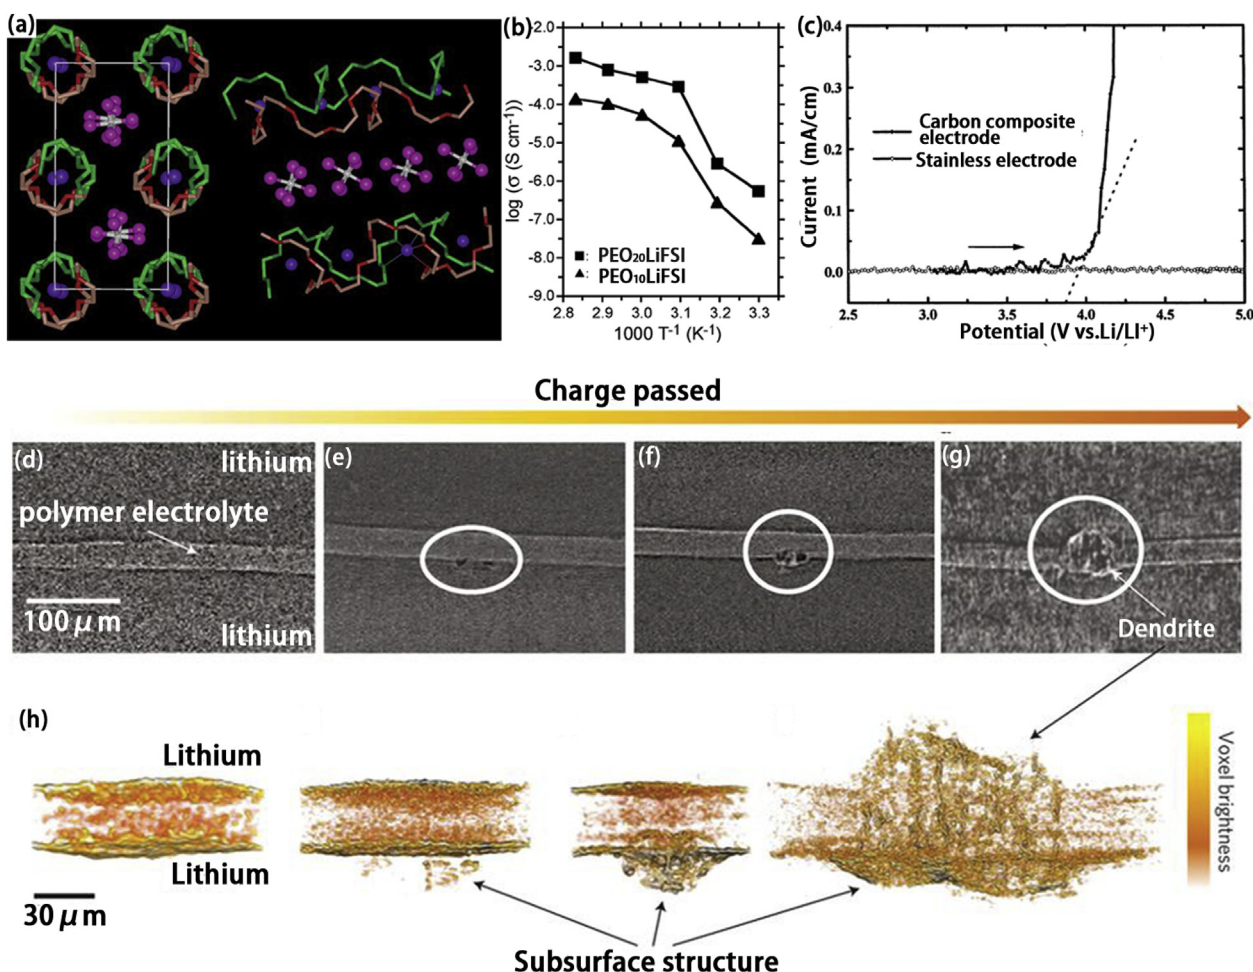 (a)
(b)
-2.0
-3.0
-4.0
-5.0
-6.0
-7.0
-8.0
-9.0
log (σ (S cm⁻¹))
■: PEO₂₀LiFSI
▲: PEO₁₀LiFSI
2.8 2.9 3.0 3.1 3.2 3.3
1000 T⁻¹ (K⁻¹)
(c)
0.4
0.3
0.2
0.1
0.0
Current (mA/cm)
Carbon composite
electrode
Stainless electrode
2.5 3.0 3.5 4.0 4.5 5.0
Potential (V vs.Li/LI⁺)
Charge passed
(d)
lithium
polymer electrolyte
100 μm
lithium
(e)
(f)
(g)
Dendrite
(h)
Lithium
Lithium
30 μm
Subsurface structure
Voxel brightness